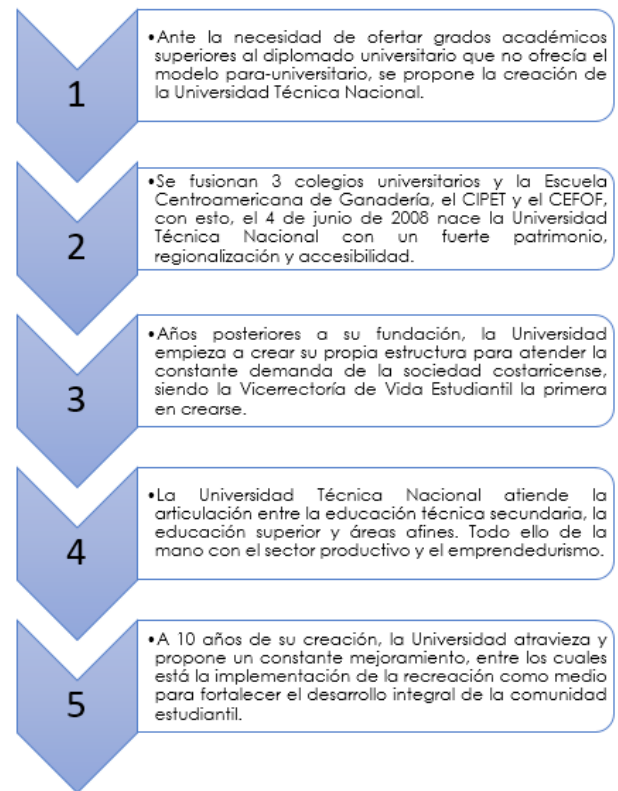 1
•Ante la necesidad de ofertar grados académicos
superiores al diplomado universitario que no ofrecía el
modelo para-universitario, se propone la creación de
la Universidad Técnica Nacional.
2
•Se fusionan 3 colegios universitarios y la Escuela
Centroamericana de Ganadería, el CIPET y el CEFOF,
con esto, el 4 de junio de 2008 nace la Universidad
Técnica Nacional con un fuerte patrimonio,
regionalización y accesibilidad.
3
•Años posteriores a su fundación, la Universidad
empieza a crear su propia estructura para atender la
constante demanda de la sociedad costarricense,
siendo la Vicerrectoría de Vida Estudiantil la primera
en crearse.
4
•La Universidad Técnica Nacional atiende la
articulación entre la educación técnica secundaria, la
educación superior y áreas afines. Todo ello de la
mano con el sector productivo y el emprendedurismo.
5
•A 10 años de su creación, la Universidad atravieza y
propone un constante mejoramiento, entre los cuales
está la implementación de la recreación como medio
para fortalecer el desarrollo integral de la comunidad
estudiantil.